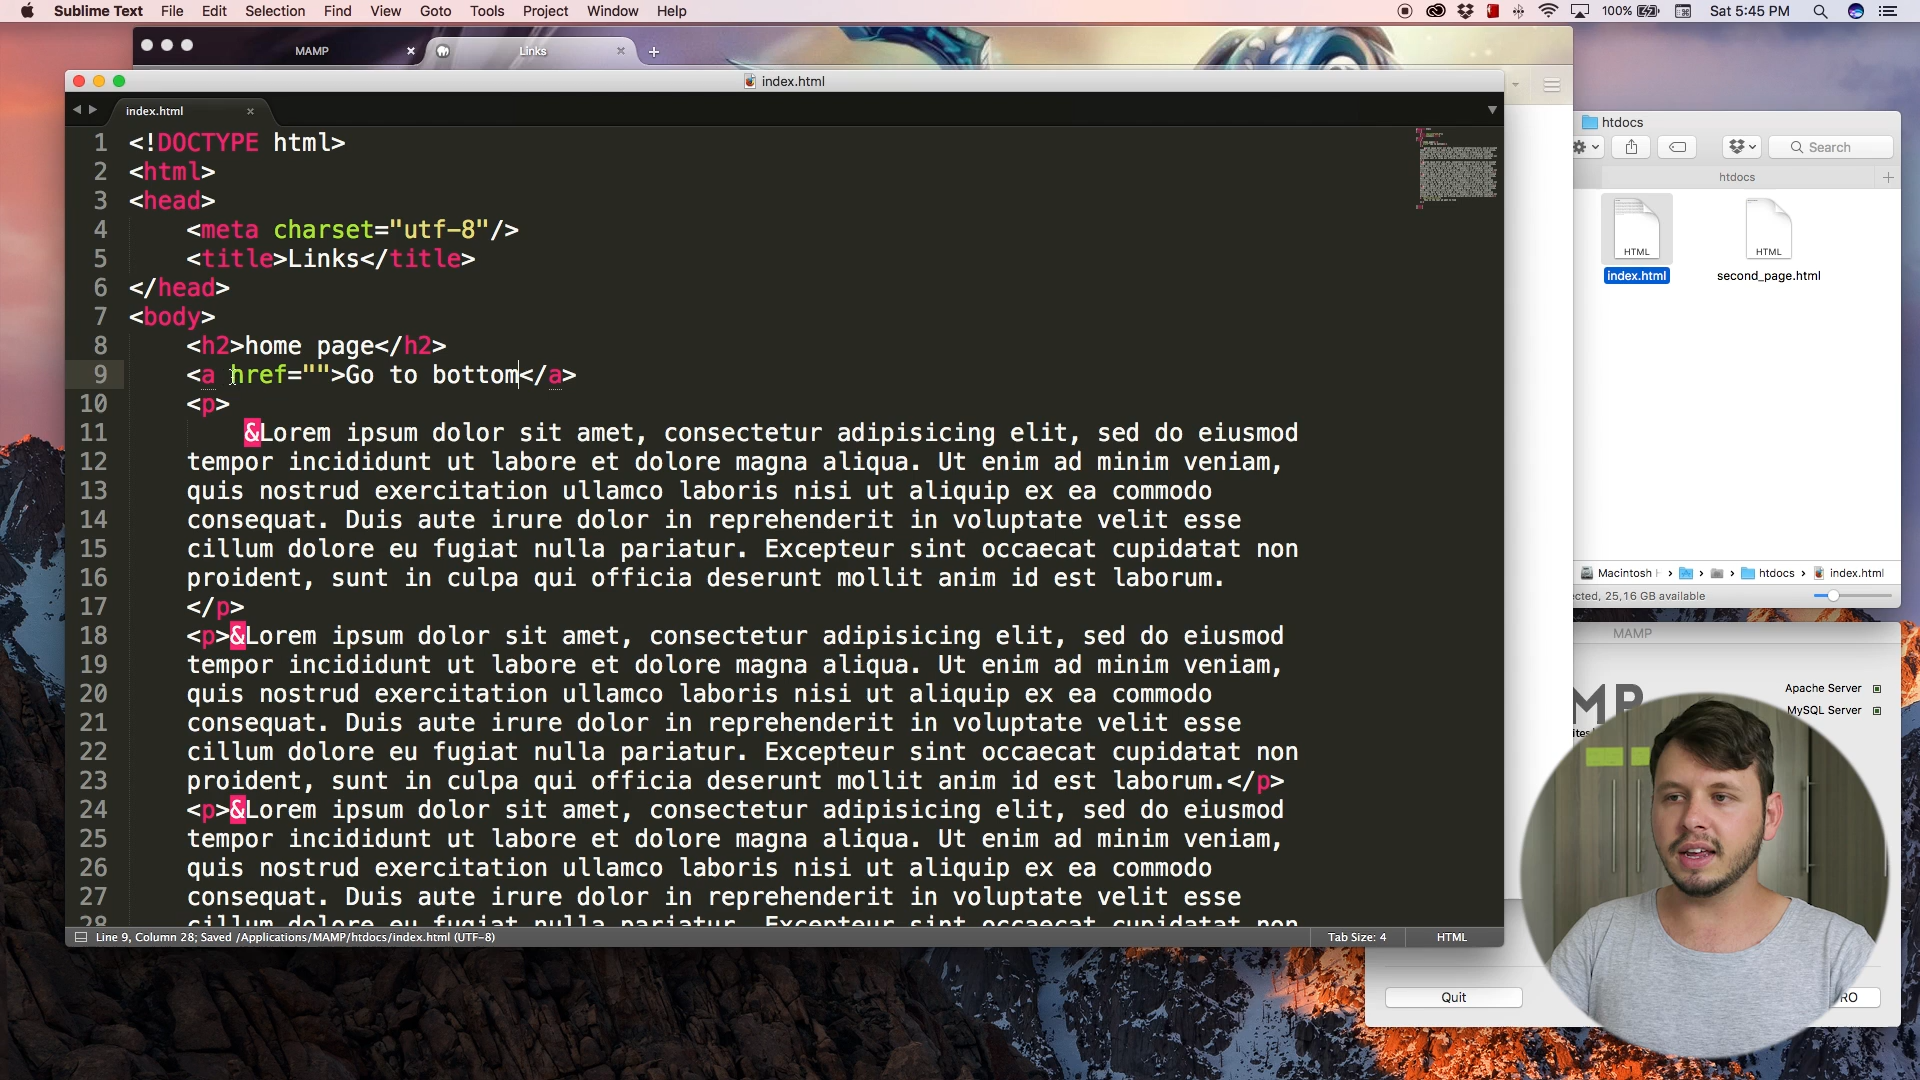 Sublime Text File Edit Selection Find View Goto Tools Project Window Help
100% Sat 5:45 PM
MAMP Links
index.html
index.html
1 <!DOCTYPE html>
2 <html>
3 <head>
4 <meta charset="utf-8"/>
5 <title>Links</title>
6 </head>
7 <body>
8 <h2>home page</h2>
9 <a href="">Go to bottom</a>
10 <p>
11 &Lorem ipsum dolor sit amet, consectetur adipisicing elit, sed do eiusmod
12 tempor incididunt ut labore et dolore magna aliqua. Ut enim ad minim veniam,
13 quis nostrud exercitation ullamco laboris nisi ut aliquip ex ea commodo
14 consequat. Duis aute irure dolor in reprehenderit in voluptate velit esse
15 cillum dolore eu fugiat nulla pariatur. Excepteur sint occaecat cupidatat non
16 proident, sunt in culpa qui officia deserunt mollit anim id est laborum.
17 </p>
18 <p>&Lorem ipsum dolor sit amet, consectetur adipisicing elit, sed do eiusmod
19 tempor incididunt ut labore et dolore magna aliqua. Ut enim ad minim veniam,
20 quis nostrud exercitation ullamco laboris nisi ut aliquip ex ea commodo
21 consequat. Duis aute irure dolor in reprehenderit in voluptate velit esse
22 cillum dolore eu fugiat nulla pariatur. Excepteur sint occaecat cupidatat non
23 proident, sunt in culpa qui officia deserunt mollit anim id est laborum.</p>
24 <p>&Lorem ipsum dolor sit amet, consectetur adipisicing elit, sed do eiusmod
25 tempor incididunt ut labore et dolore magna aliqua. Ut enim ad minim veniam,
26 quis nostrud exercitation ullamco laboris nisi ut aliquip ex ea commodo
27 consequat. Duis aute irure dolor in reprehenderit in voluptate velit esse
28 cillum dolore eu fugiat nulla pariatur. Excepteur sint occaecat cupidatat non
Line 9, Column 28; Saved /Applications/MAMP/htdocs/index.html (UTF-8) Tab Size: 4 HTML
htdocs
Search
htdocs
HTML HTML
index.html second_page.html
Macintosh › › › htdocs › index.html
25,16 GB available
MAMP
Apache Server
MySQL Server
Quit